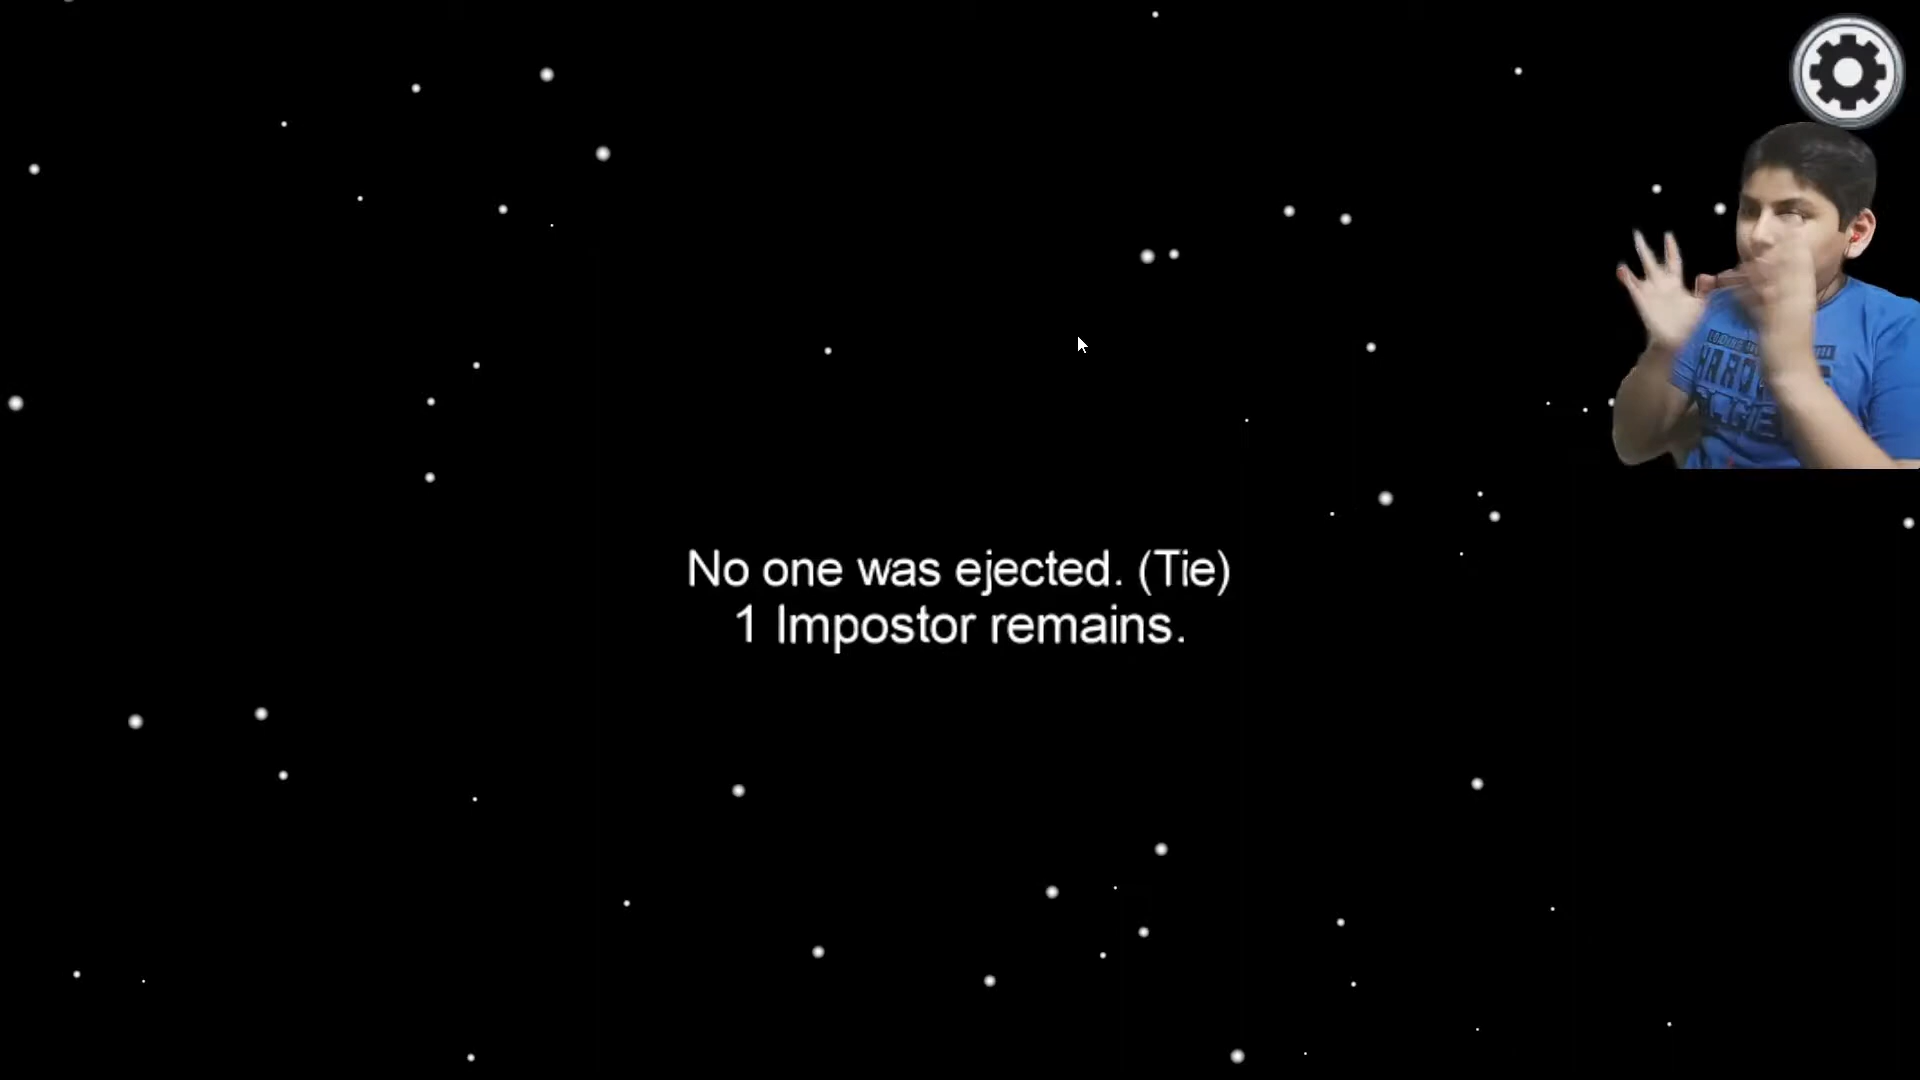 No one was ejected. (Tie)
1 Impostor remains.